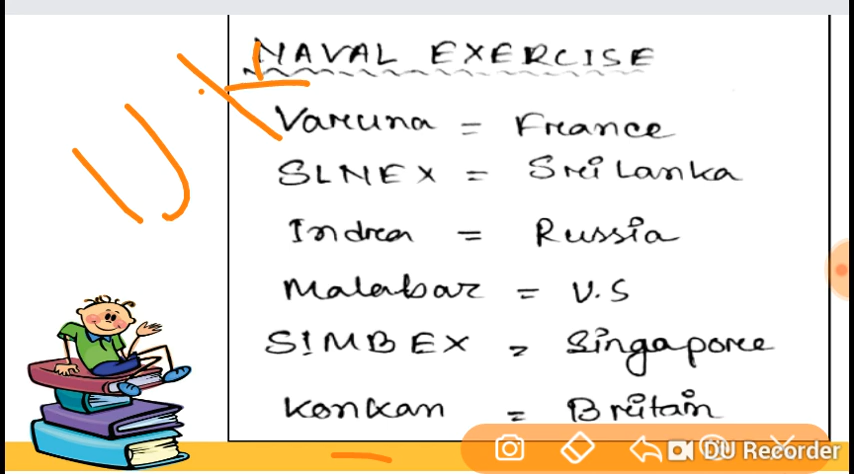 NAVAL EXERCISE
U.K
Varuna = France
SLNEX = Sri Lanka
Indra = Russia
Malabar = U.S
SIMBEX = Singapore
Konkan = Britain
DU Recorder